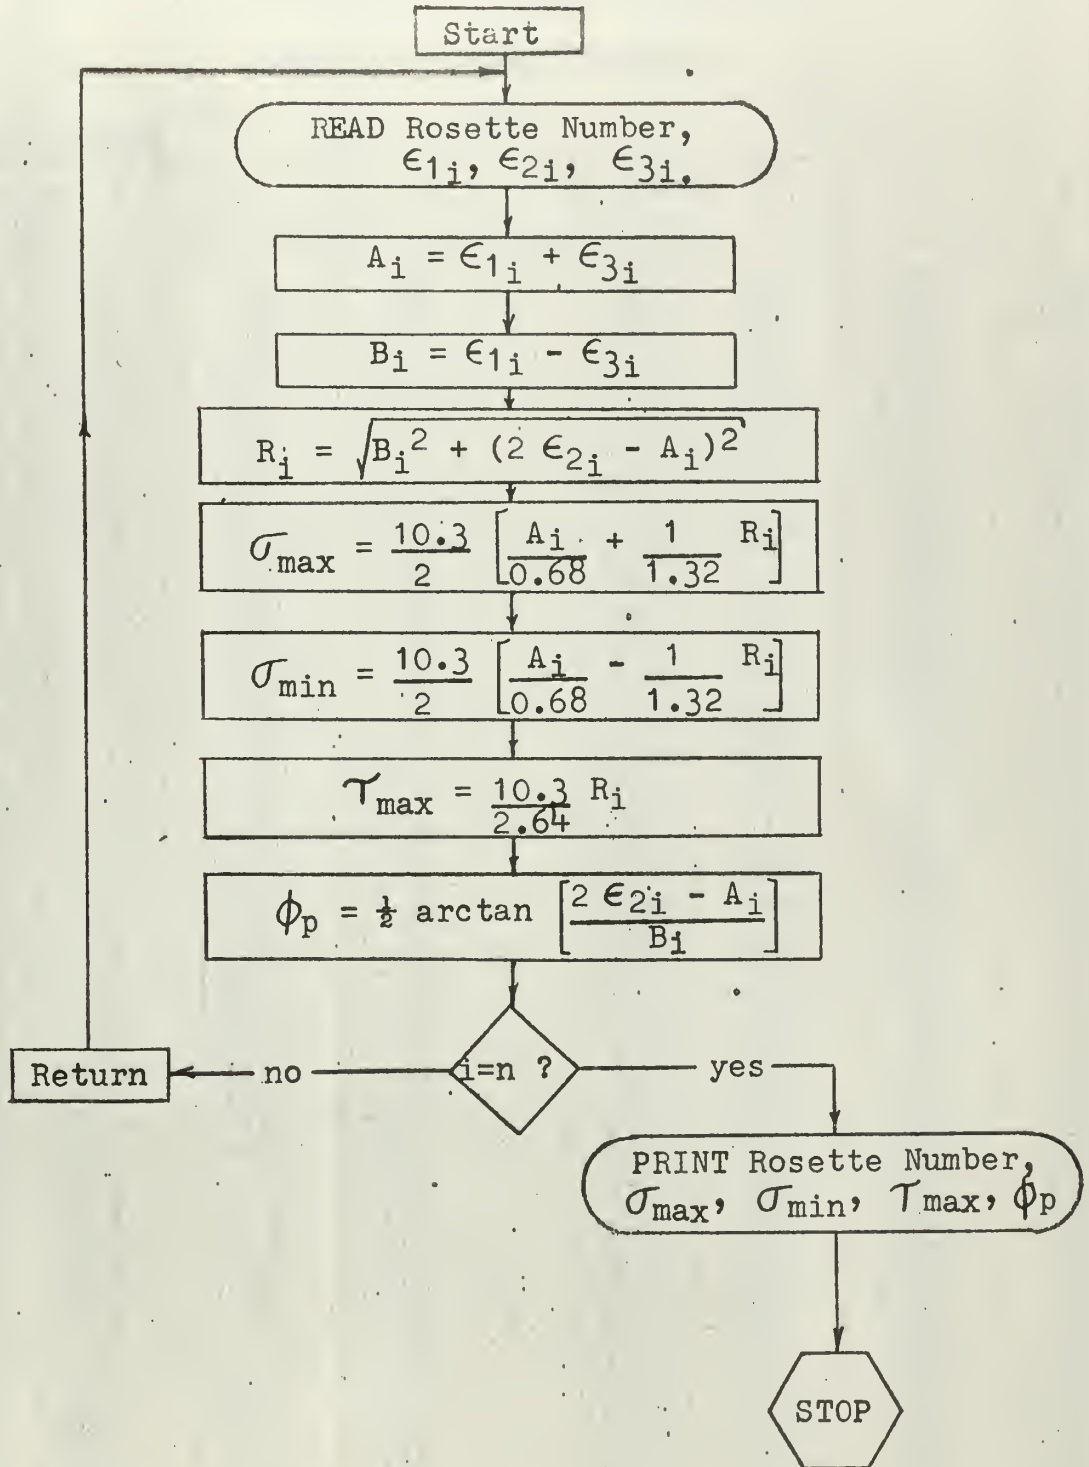 Start
READ Rosette Number,
ϵ1i, ϵ2i, ϵ3i,
Ai = ϵ1i + ϵ3i
Bi = ϵ1i - ϵ3i
Ri = √Bi² + (2 ϵ2i - Ai)²
σmax = 10.3/2 [Ai/0.68 + 1/1.32 Ri]
σmin = 10.3/2 [Ai/0.68 - 1/1.32 Ri]
τmax = 10.3/2.64 Ri
ϕp = ½ arctan [2 ϵ2i - Ai/Bi]
i=n ?
no
Return
yes
PRINT Rosette Number,
σmax, σmin, τmax, ϕp
STOP